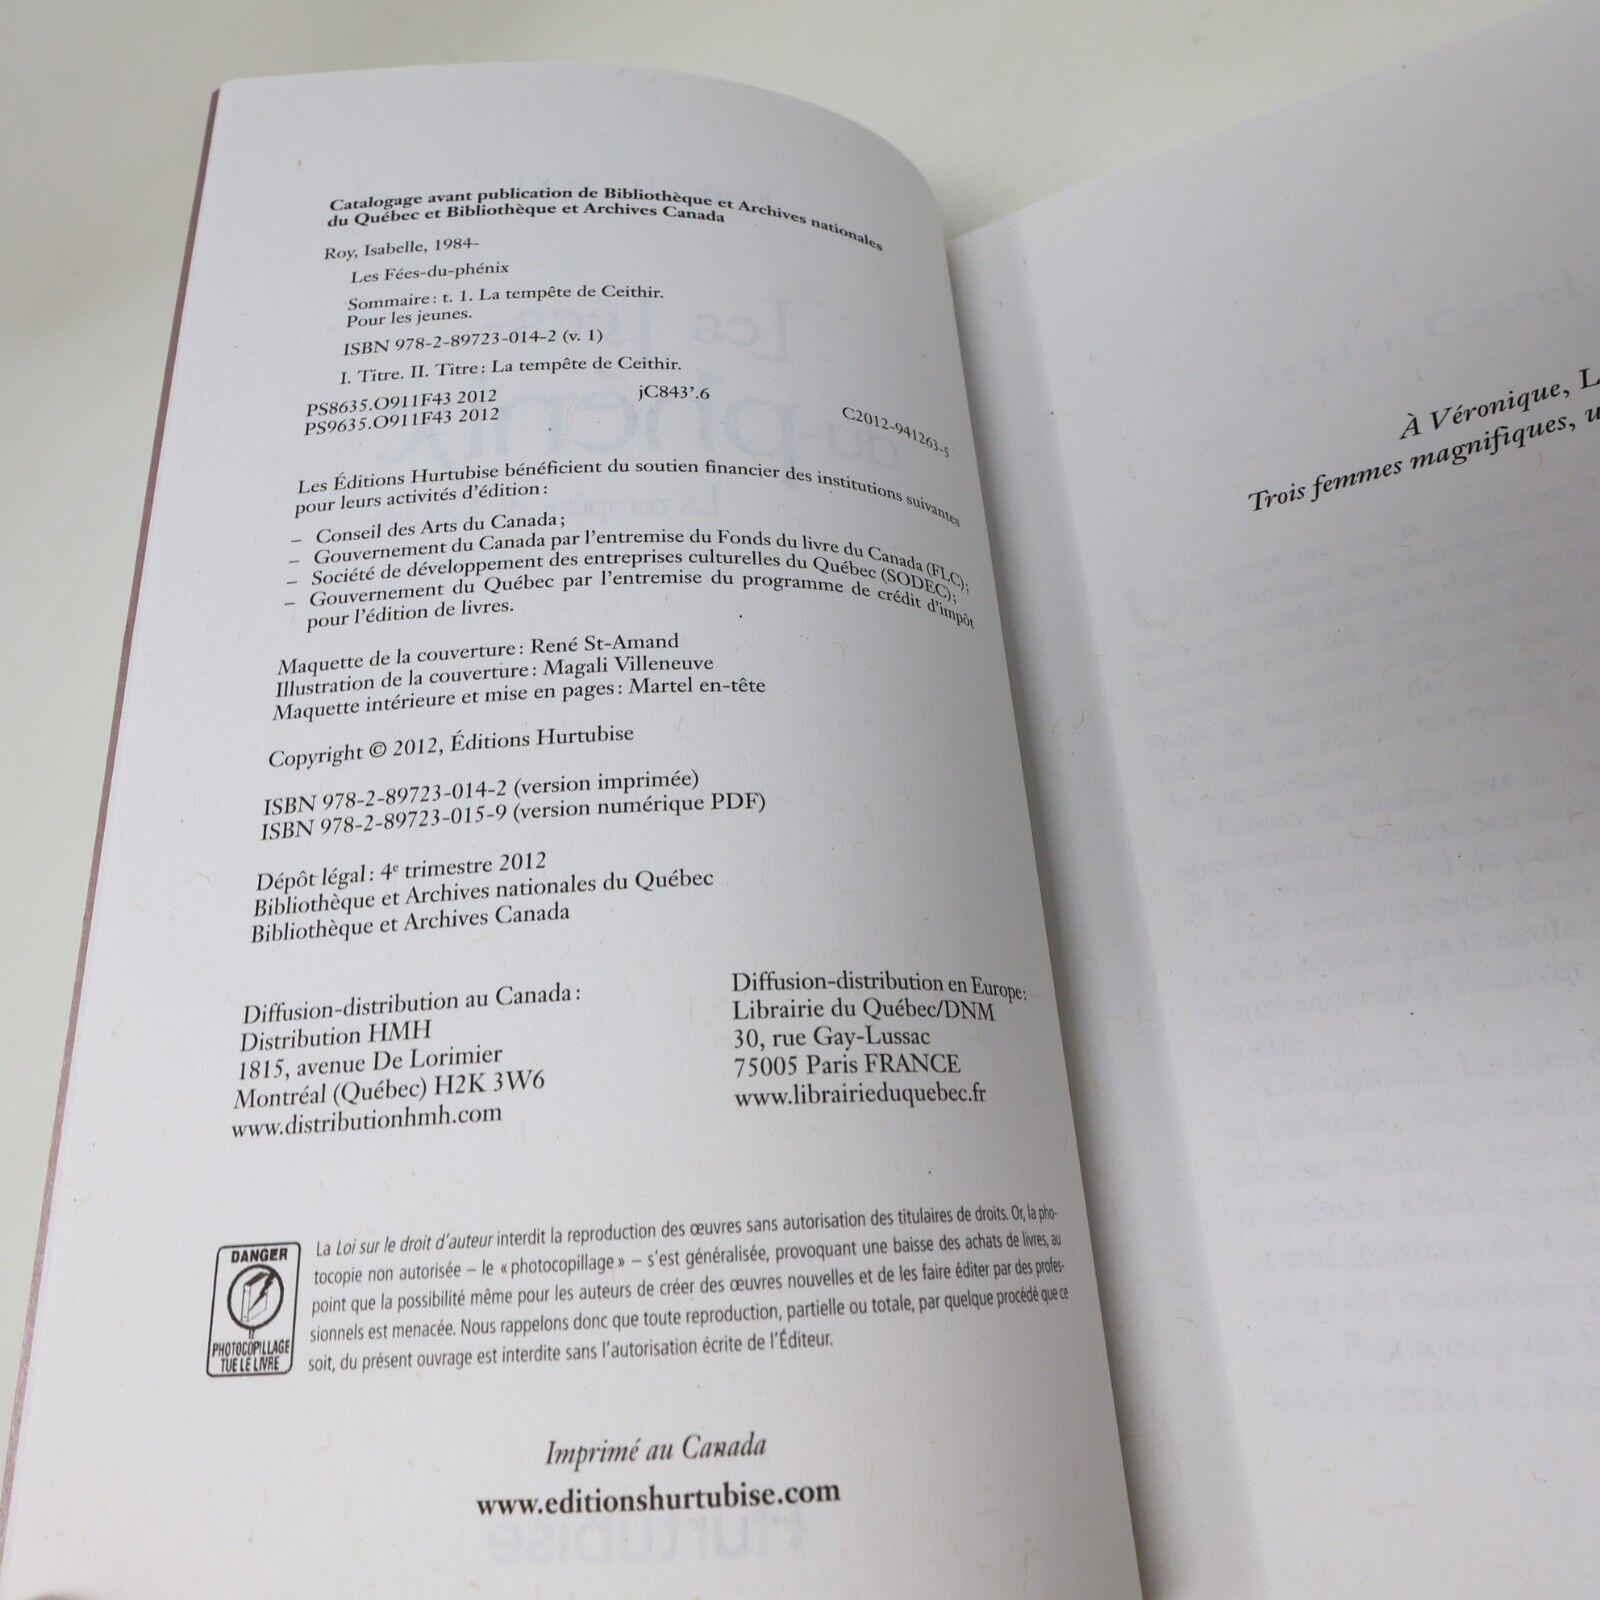 Catalogage avant publication de Bibliothèque et Archives nationales
du Québec et Bibliothèque et Archives Canada
Roy, Isabelle, 1984-
Les Fées-du-phénix
Sommaire : t. 1. La tempête de Ceithir.
Pour les jeunes.
ISBN 978-2-89723-014-2 (v. 1)
I. Titre. II. Titre : La tempête de Ceithir.
PS8635.O911F43 2012 jC843’.6 C2012-941263-5
PS9635.O911F43 2012
Les Éditions Hurtubise bénéficient du soutien financier des institutions suivantes
pour leurs activités d’édition :
– Conseil des Arts du Canada ;
– Gouvernement du Canada par l’entremise du Fonds du livre du Canada (FLC) ;
– Société de développement des entreprises culturelles du Québec (SODEC) ;
– Gouvernement du Québec par l’entremise du programme de crédit d’impôt
pour l’édition de livres.
Maquette de la couverture : René St-Amand
Illustration de la couverture : Magali Villeneuve
Maquette intérieure et mise en pages : Martel en-tête
Copyright © 2012, Éditions Hurtubise
ISBN 978-2-89723-014-2 (version imprimée)
ISBN 978-2-89723-015-9 (version numérique PDF)
Dépôt légal : 4e trimestre 2012
Bibliothèque et Archives nationales du Québec
Bibliothèque et Archives Canada
Diffusion-distribution au Canada :
Distribution HMH
1815, avenue De Lorimier
Montréal (Québec) H2K 3W6
www.distributionhmh.com
Diffusion-distribution en Europe :
Librairie du Québec/DNM
30, rue Gay-Lussac
75005 Paris FRANCE
www.librairieduquebec.fr
DANGER
LE
PHOTOCOPILLAGE
TUE LE LIVRE
La Loi sur le droit d’auteur interdit la reproduction des œuvres sans autorisation des titulaires de droits. Or, la pho-
tocopie non autorisée – le « photocopillage » – s’est généralisée, provoquant une baisse des achats de livres, au
point que la possibilité même pour les auteurs de créer des œuvres nouvelles et de les faire éditer par des profes-
sionnels est menacée. Nous rappelons donc que toute reproduction, partielle ou totale, par quelque procédé que ce
soit, du présent ouvrage est interdite sans l’autorisation écrite de l’Éditeur.
Imprimé au Canada
www.editionshurtubise.com
À Véronique, L
Trois femmes magnifiques, u